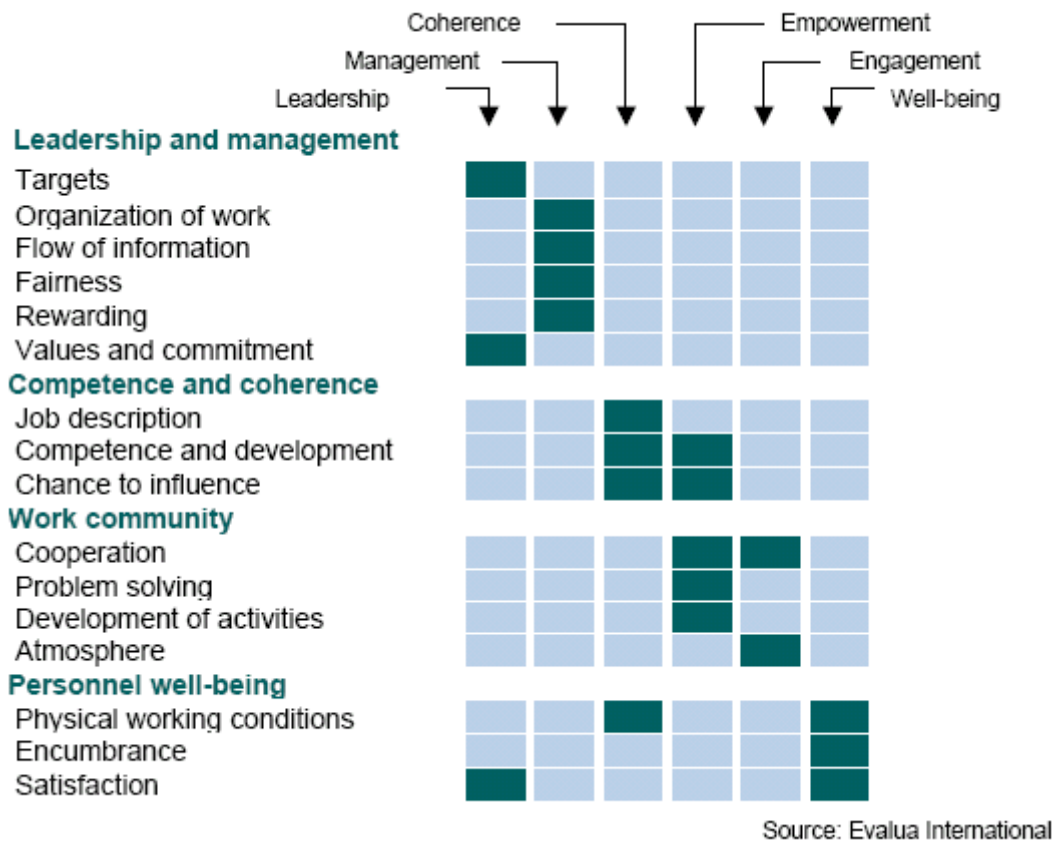 Coherence
Empowerment
Management
Engagement
Leadership
Well-being
Leadership and management
Targets
Organization of work
Flow of information
Fairness
Rewarding
Values and commitment
Competence and coherence
Job description
Competence and development
Chance to influence
Work community
Cooperation
Problem solving
Development of activities
Atmosphere
Personnel well-being
Physical working conditions
Encumbrance
Satisfaction
Source: Evalua International